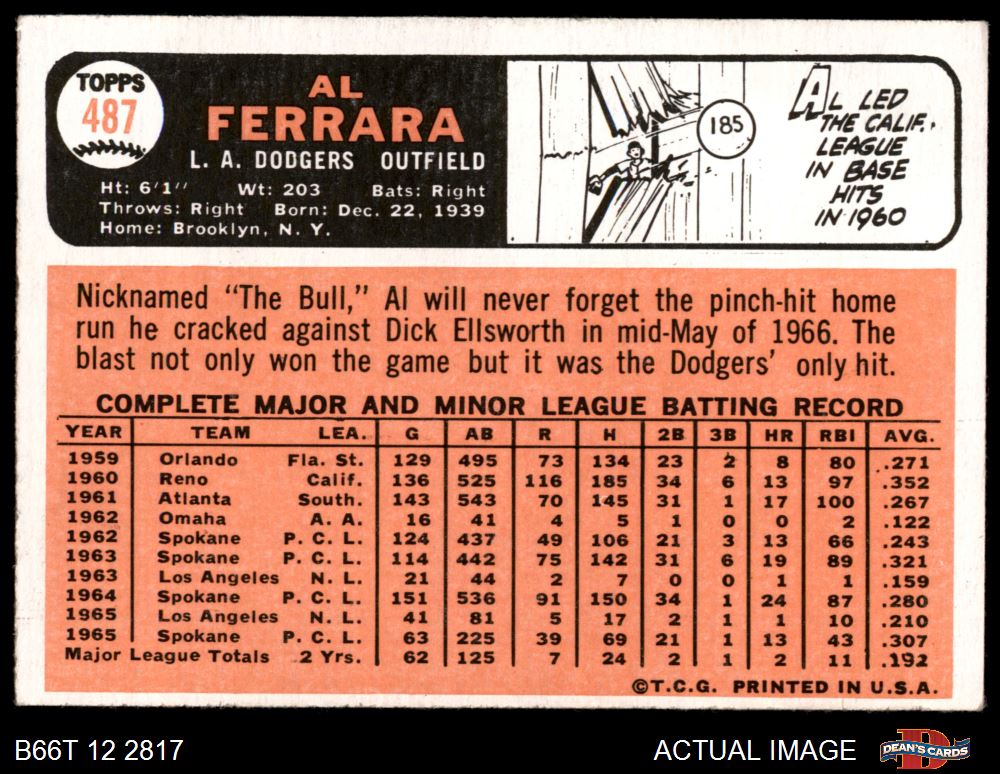 TOPPS
487
AL
FERRARA
L. A. DODGERS OUTFIELD
Ht: 6'1" Wt: 203 Bats: Right
Throws: Right Born: Dec. 22, 1939
Home: Brooklyn, N. Y.
185
AL LED
THE CALIF.
LEAGUE
IN BASE
HITS
IN 1960
Nicknamed "The Bull," Al will never forget the pinch-hit home
run he cracked against Dick Ellsworth in mid-May of 1966. The
blast not only won the game but it was the Dodgers' only hit.
COMPLETE MAJOR AND MINOR LEAGUE BATTING RECORD
YEAR TEAM LEA. G AB R H 2B 3B HR RBI AVG.
1959 Orlando Fla. St. 129 495 73 134 23 2 8 80 .271
1960 Reno Calif. 136 525 116 185 34 6 13 97 .352
1961 Atlanta South. 143 543 70 145 31 1 17 100 .267
1962 Omaha A. A. 16 41 4 5 1 0 0 2 .122
1962 Spokane P. C. L. 124 437 49 106 21 3 13 66 .243
1963 Spokane P. C. L. 114 442 75 142 31 6 19 89 .321
1963 Los Angeles N. L. 21 44 2 7 0 0 1 1 .159
1964 Spokane P. C. L. 151 536 91 150 34 1 24 87 .280
1965 Los Angeles N. L. 41 81 5 17 2 1 1 10 .210
1965 Spokane P. C. L. 63 225 39 69 21 1 13 43 .307
Major League Totals 2 Yrs. 62 125 7 24 2 1 2 11 .192
©T.C.G. PRINTED IN U.S.A.
B66T 12 2817
ACTUAL IMAGE
DEAN'S CARDS